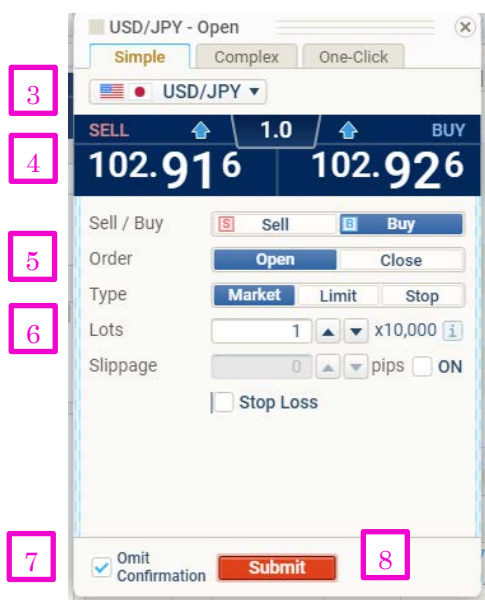 USD/JPY - Open
Simple Complex One-Click
3 USD/JPY
SELL 1.0 BUY
4 102.916 102.926
Sell / Buy S Sell B Buy
5 Order Open Close
Type Market Limit Stop
6 Lots 1 x10,000 i
Slippage 0 pips ON
Stop Loss
7 Omit Confirmation Submit 8